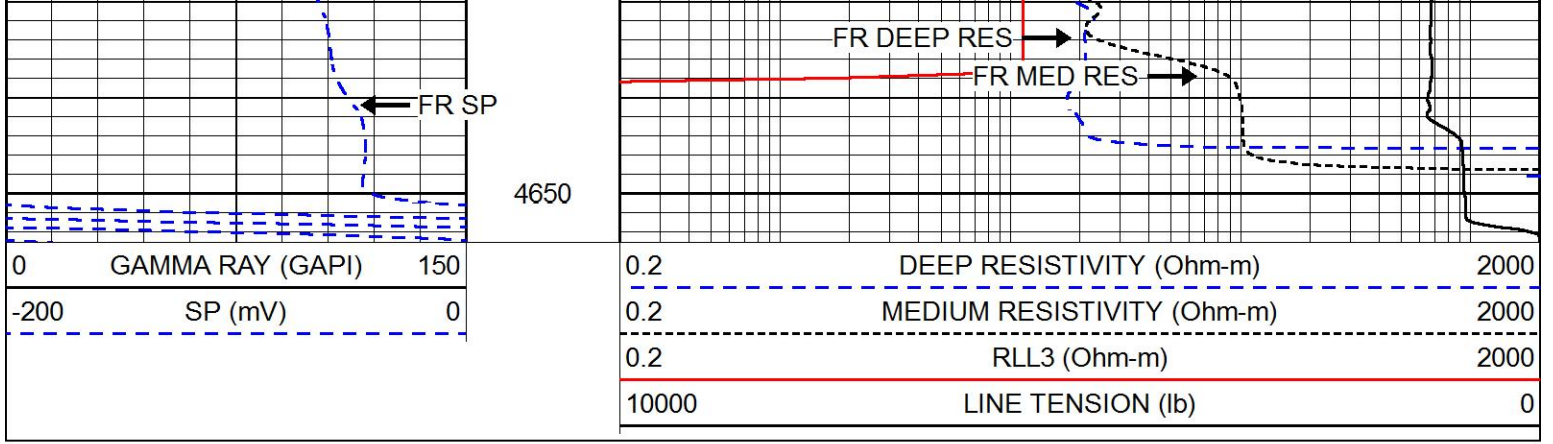 FR DEEP RES
FR MED RES
FR SP
4650
0 GAMMA RAY (GAPI) 150
-200 SP (mV) 0
0.2 DEEP RESISTIVITY (Ohm-m) 2000
0.2 MEDIUM RESISTIVITY (Ohm-m) 2000
0.2 RLL3 (Ohm-m) 2000
10000 LINE TENSION (lb) 0